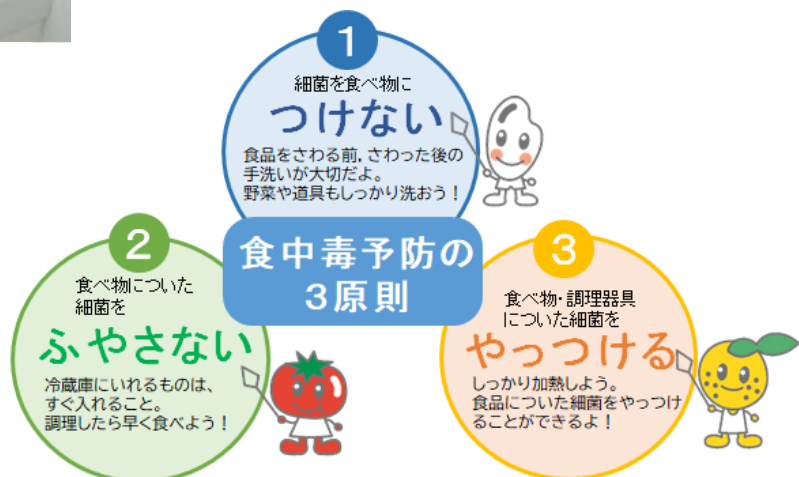 1
細菌を食べ物に
つけない
食品をさわる前，さわった後の
手洗いが大切だよ。
野菜や道具もしっかり洗おう！
食中毒予防の
３原則
2
食べ物についた
細菌を
ふやさない
冷蔵庫にいれるものは、
すぐ入れること。
調理したら早く食べよう！
3
食べ物・調理器具
についた細菌を
やっつける
しっかり加熱しよう。
食品についた細菌をやっつけ
ることができるよ！